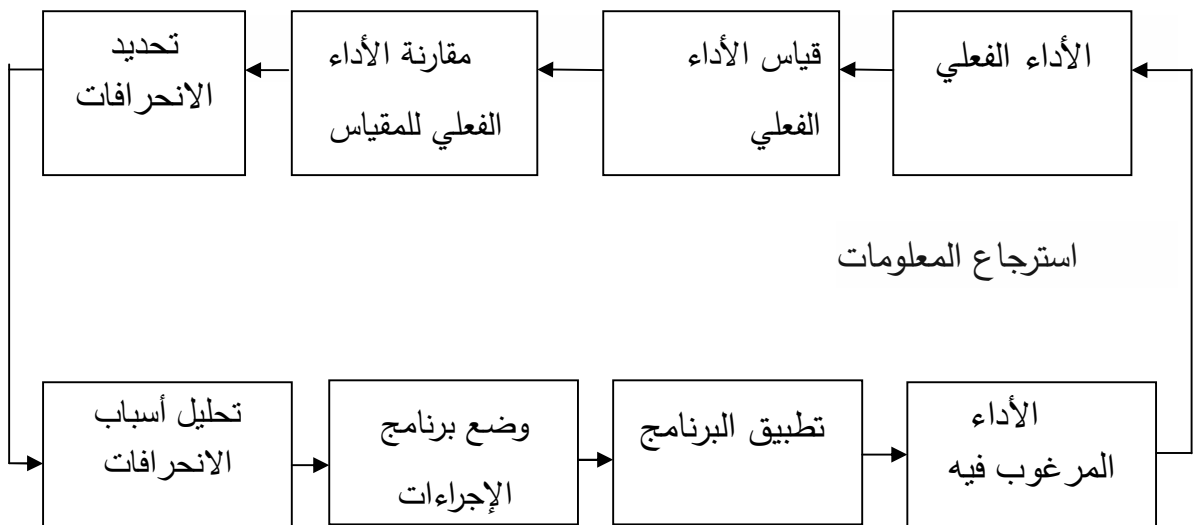 الأداء الفعلي
قياس الأداء
الفعلي
مقارنة الأداء
الفعلي للمقياس
تحديد
الانحرافات
استرجاع المعلومات
تحليل أسباب
الانحرافات
وضع برنامج
الإجراءات
تطبيق البرنامج
الأداء
المرغوب فيه